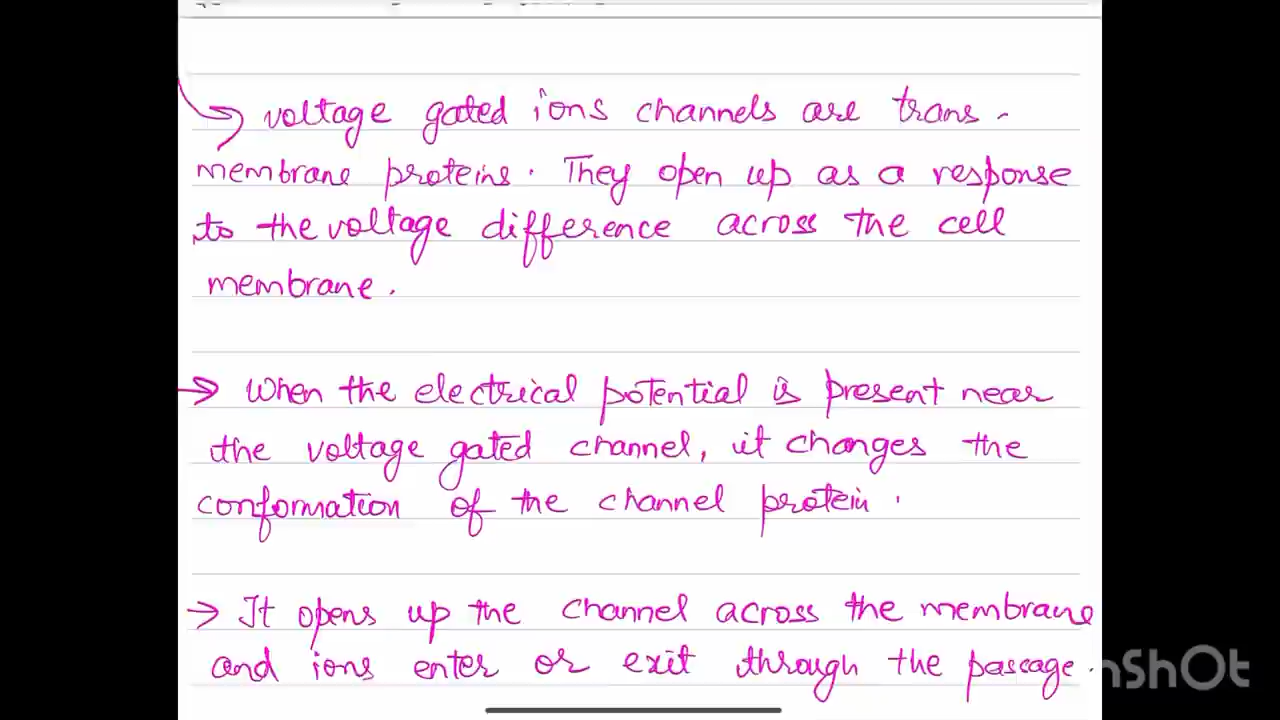 → voltage gated ions channels are trans-
membrane proteins. They open up as a response
to the voltage difference across the cell
membrane.
→ When the electrical potential is present near
the voltage gated channel, it changes the
conformation of the channel protein.
→ It opens up the channel across the membrane
and ions enter or exit through the passage.
nShOt